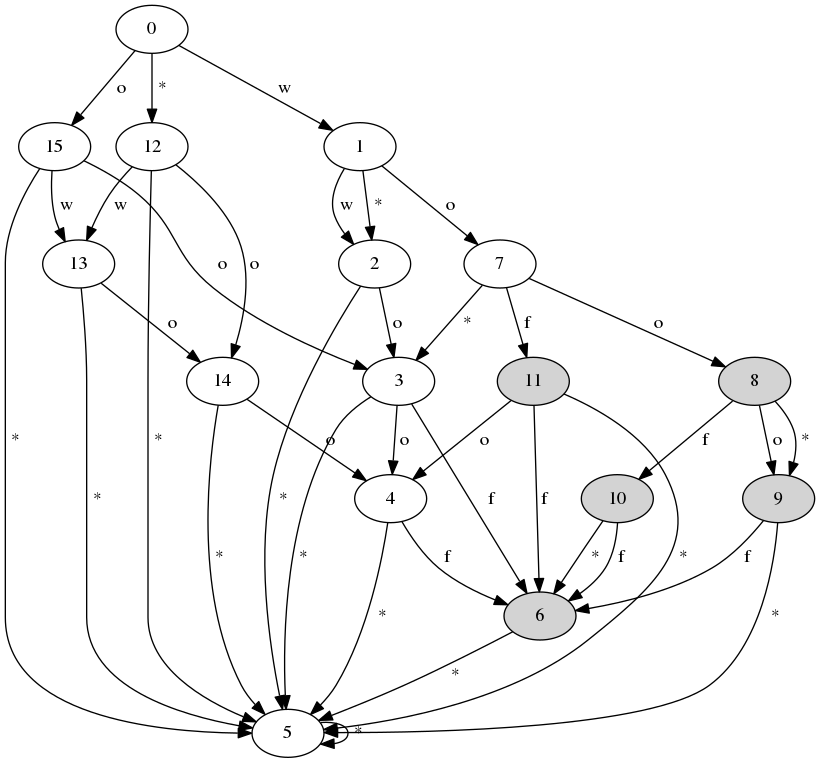 0
o * w
15 12 1
w w w * o
13 2 7
o o o o * f o
14 3 11 8
o o o f o *
4 10 9
* * * * * * f f f * f f *
6
* *
5 *